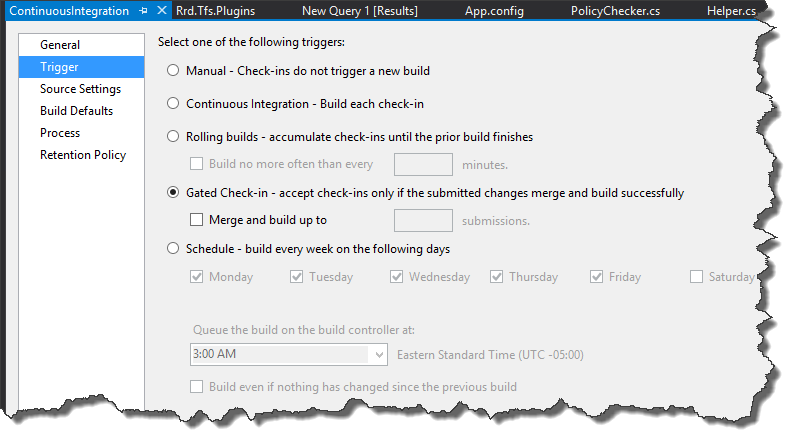 ContinuousIntegration Rrd.Tfs.Plugins New Query 1 [Results] App.config PolicyChecker.cs Helper.cs
General
Trigger
Source Settings
Build Defaults
Process
Retention Policy
Select one of the following triggers:
Manual - Check-ins do not trigger a new build
Continuous Integration - Build each check-in
Rolling builds - accumulate check-ins until the prior build finishes
Build no more often than every minutes.
Gated Check-in - accept check-ins only if the submitted changes merge and build successfully
Merge and build up to submissions.
Schedule - build every week on the following days
Monday Tuesday Wednesday Thursday Friday Saturday
Queue the build on the build controller at:
3:00 AM Eastern Standard Time (UTC -05:00)
Build even if nothing has changed since the previous build